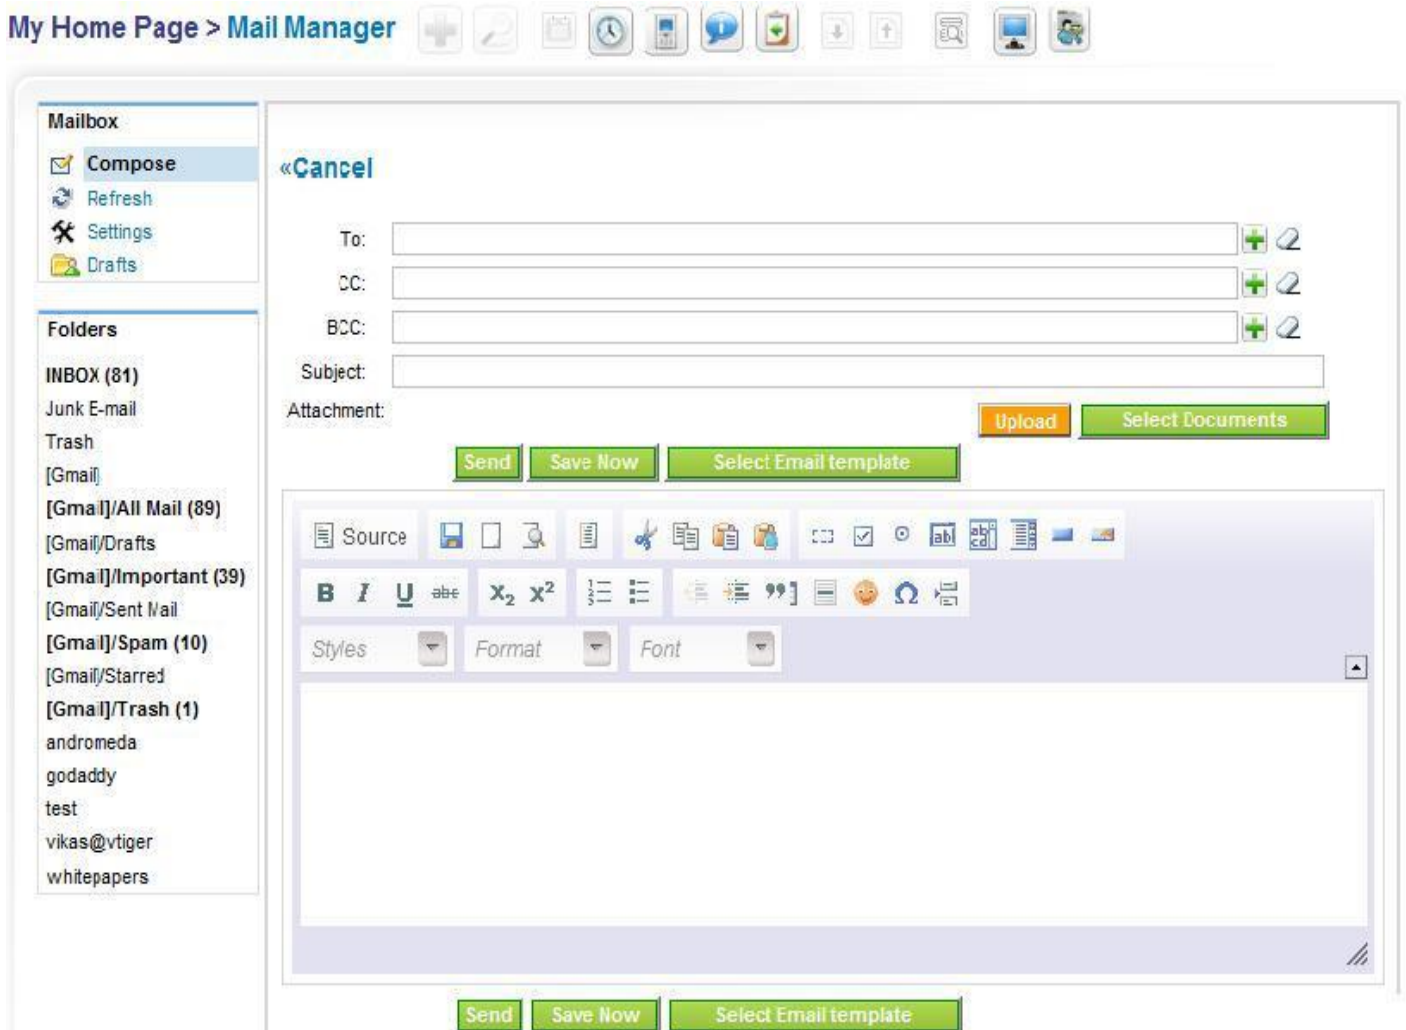 My Home Page > Mail Manager
Mailbox
Compose
Refresh
Settings
Drafts
Folders
INBOX (81)
Junk E-mail
Trash
[Gmail]
[Gmail]/All Mail (89)
[Gmail]/Drafts
[Gmail]/Important (39)
[Gmail]/Sent Mail
[Gmail]/Spam (10)
[Gmail]/Starred
[Gmail]/Trash (1)
andromeda
godaddy
test
vikas@vtiger
whitepapers
«Cancel
To:
CC:
BCC:
Subject:
Attachment:
Upload Select Documents
Send Save Now Select Email template
Source
B I U abc X₂ X²
Styles Format Font
Send Save Now Select Email template